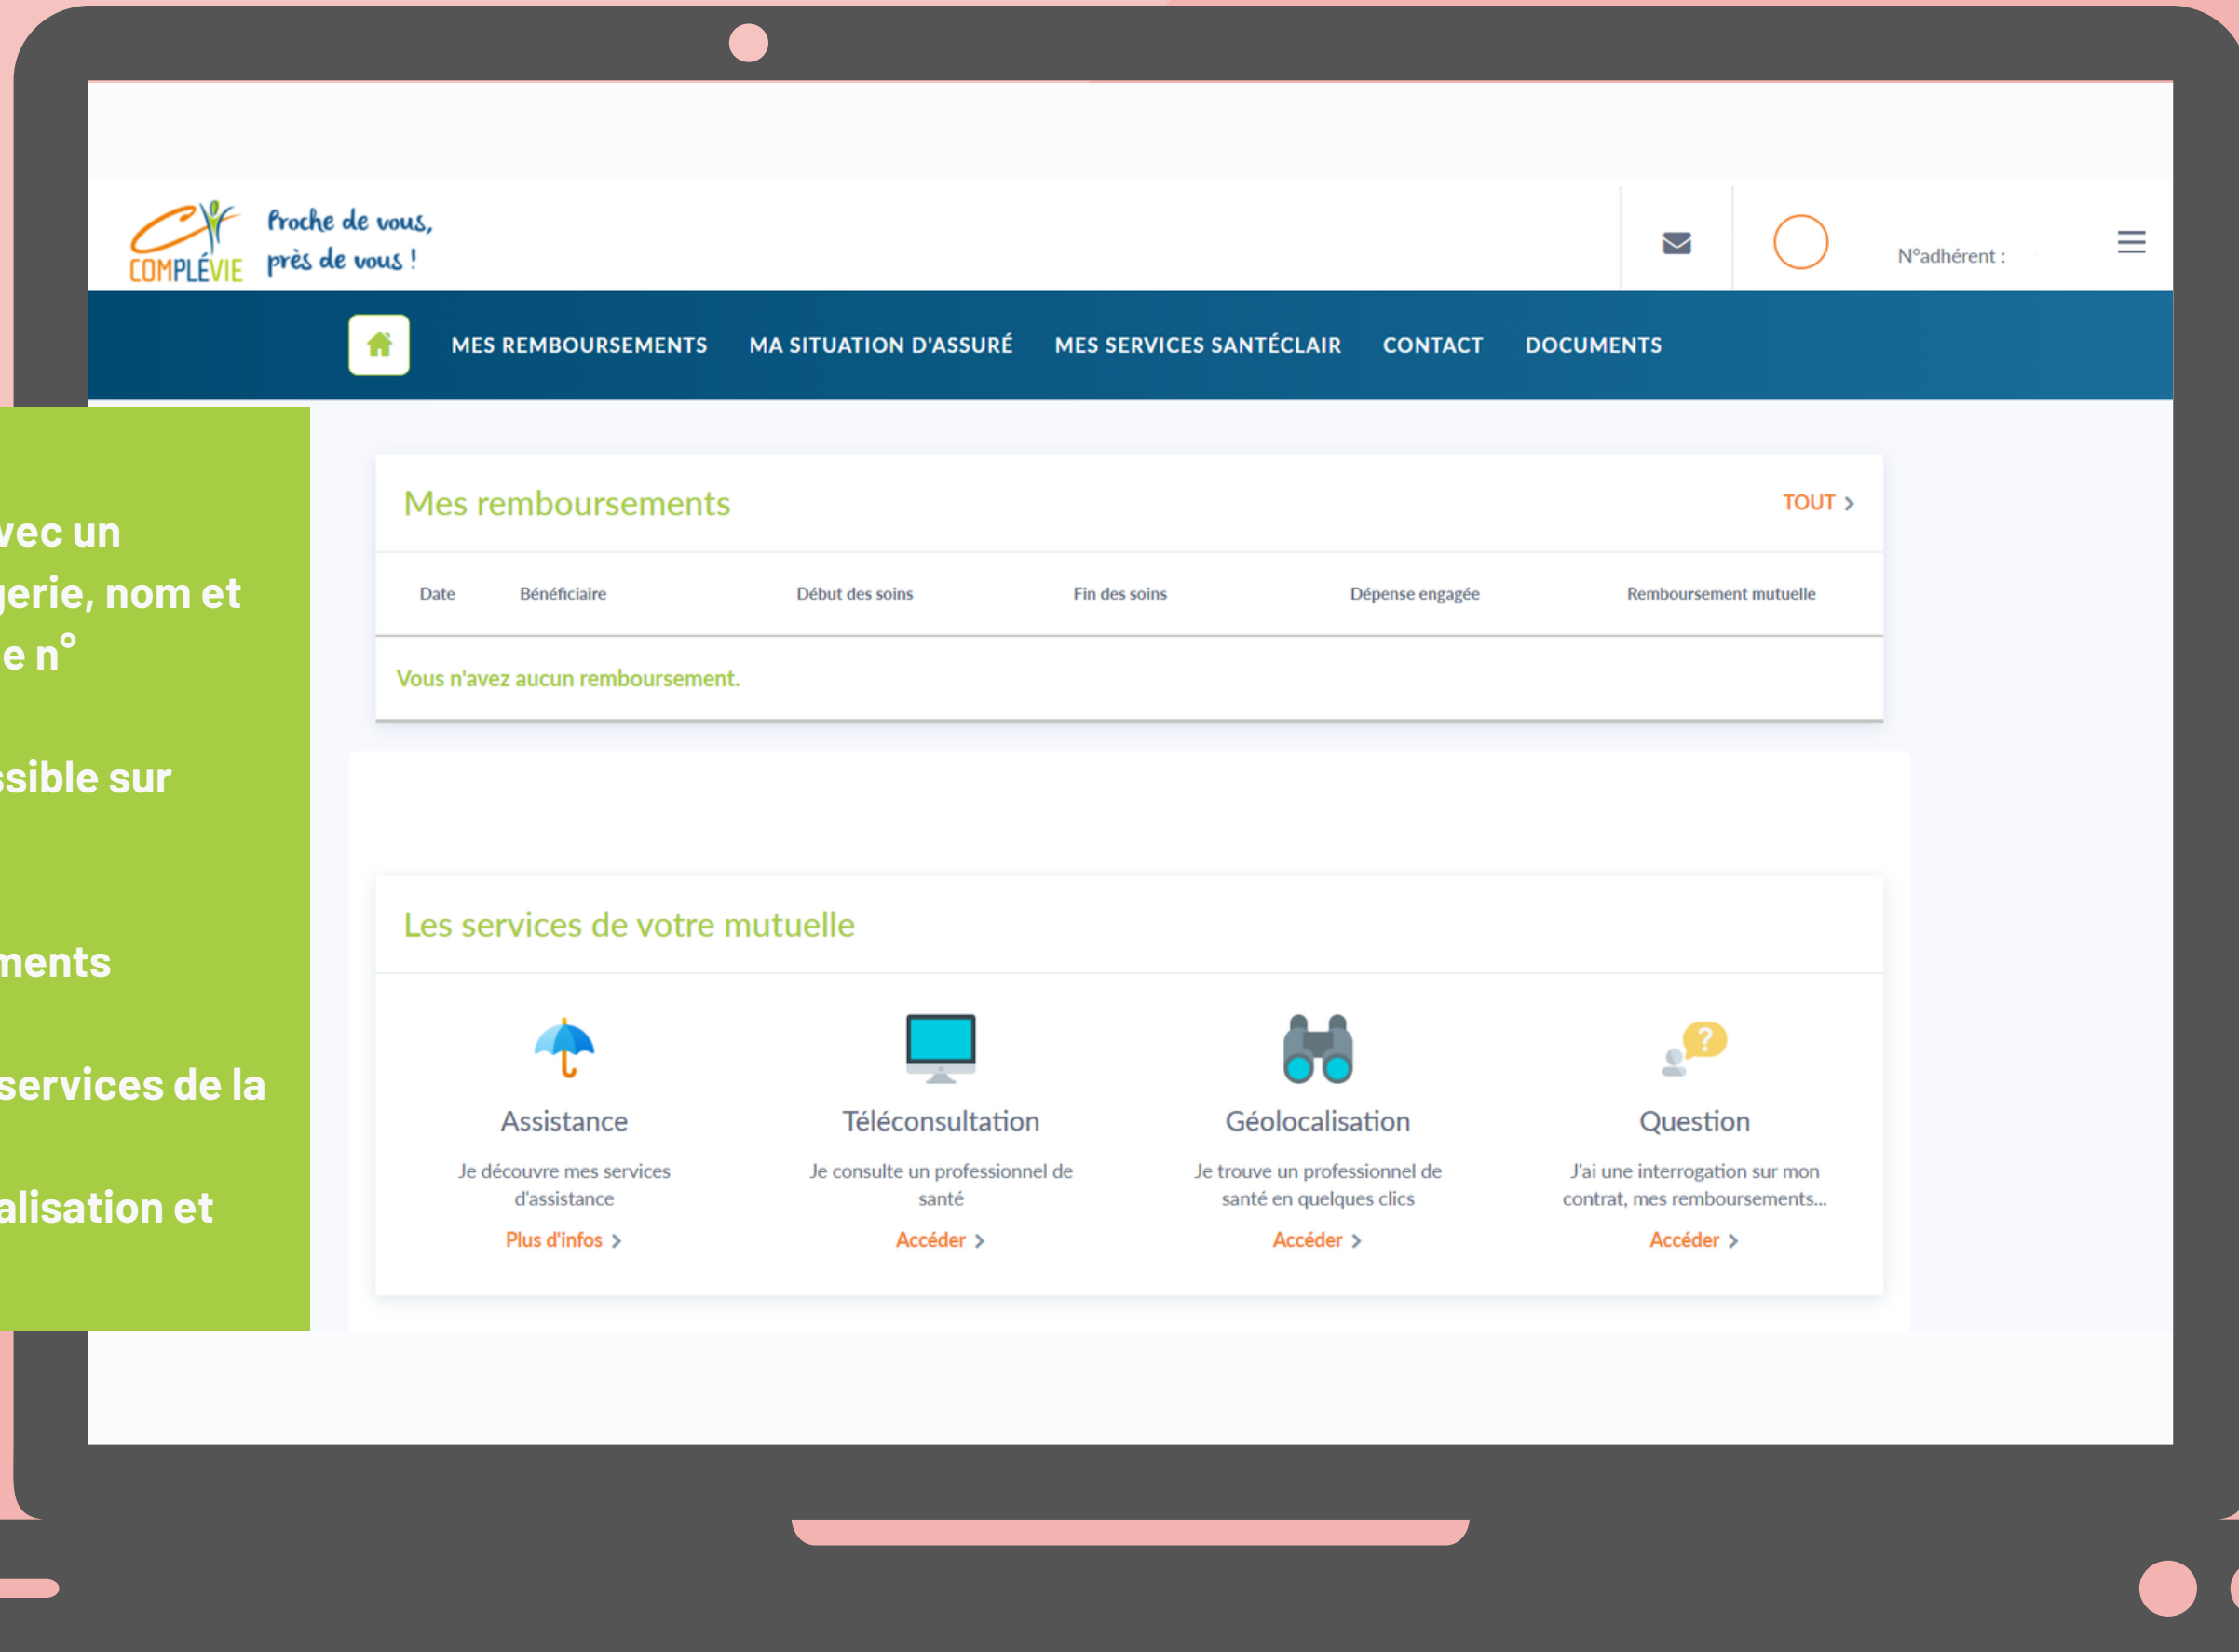 COMPLÉVIE
Proche de vous,
près de vous !
N°adhérent :
MES REMBOURSEMENTS MA SITUATION D'ASSURÉ MES SERVICES SANTÉCLAIR CONTACT DOCUMENTS
vec un
gerie, nom et
e n°
ssible sur
ments
services de la
alisation et
Mes remboursements
TOUT
Date Bénéficiaire Début des soins Fin des soins Dépense engagée Remboursement mutuelle
Vous n'avez aucun remboursement.
Les services de votre mutuelle
Assistance
Je découvre mes services
d'assistance
Plus d'infos
Téléconsultation
Je consulte un professionnel de
santé
Accéder
Géolocalisation
Je trouve un professionnel de
santé en quelques clics
Accéder
?
Question
J'ai une interrogation sur mon
contrat, mes remboursements...
Accéder